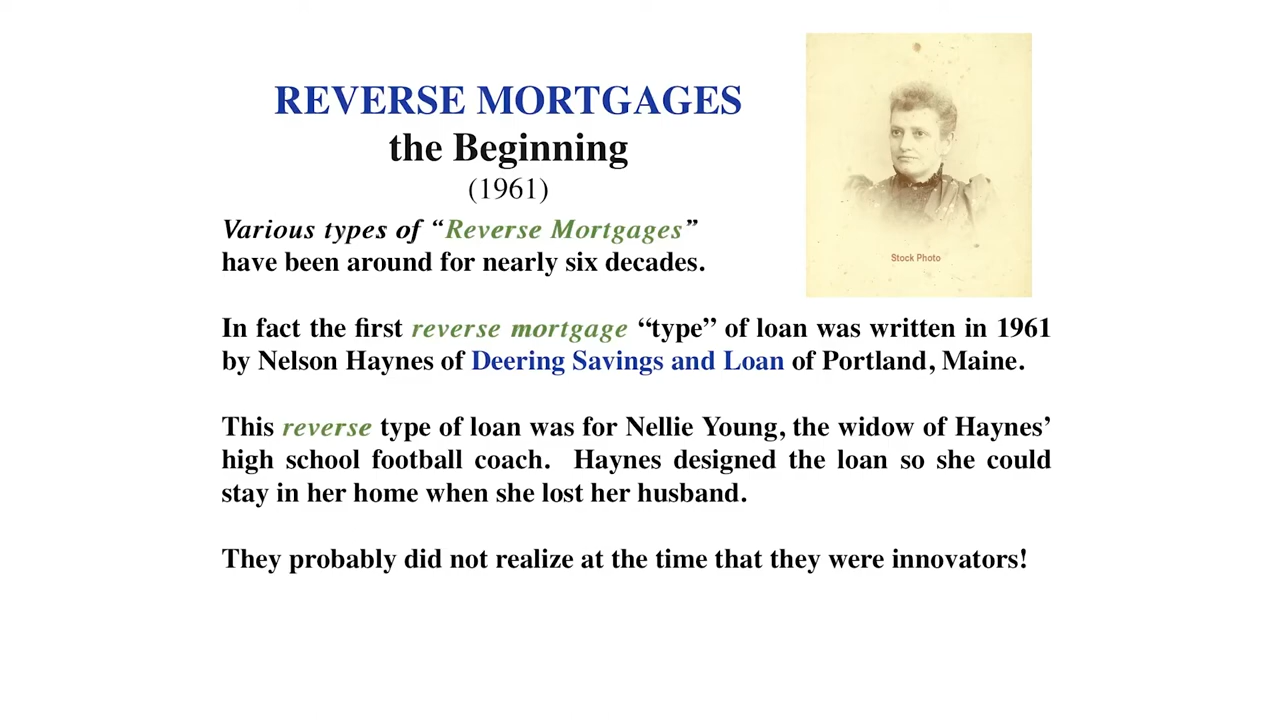 REVERSE MORTGAGES
the Beginning
(1961)
Stock Photo
Various types of “Reverse Mortgages”
have been around for nearly six decades.
In fact the first reverse mortgage “type” of loan was written in 1961
by Nelson Haynes of Deering Savings and Loan of Portland, Maine.
This reverse type of loan was for Nellie Young, the widow of Haynes’
high school football coach. Haynes designed the loan so she could
stay in her home when she lost her husband.
They probably did not realize at the time that they were innovators!